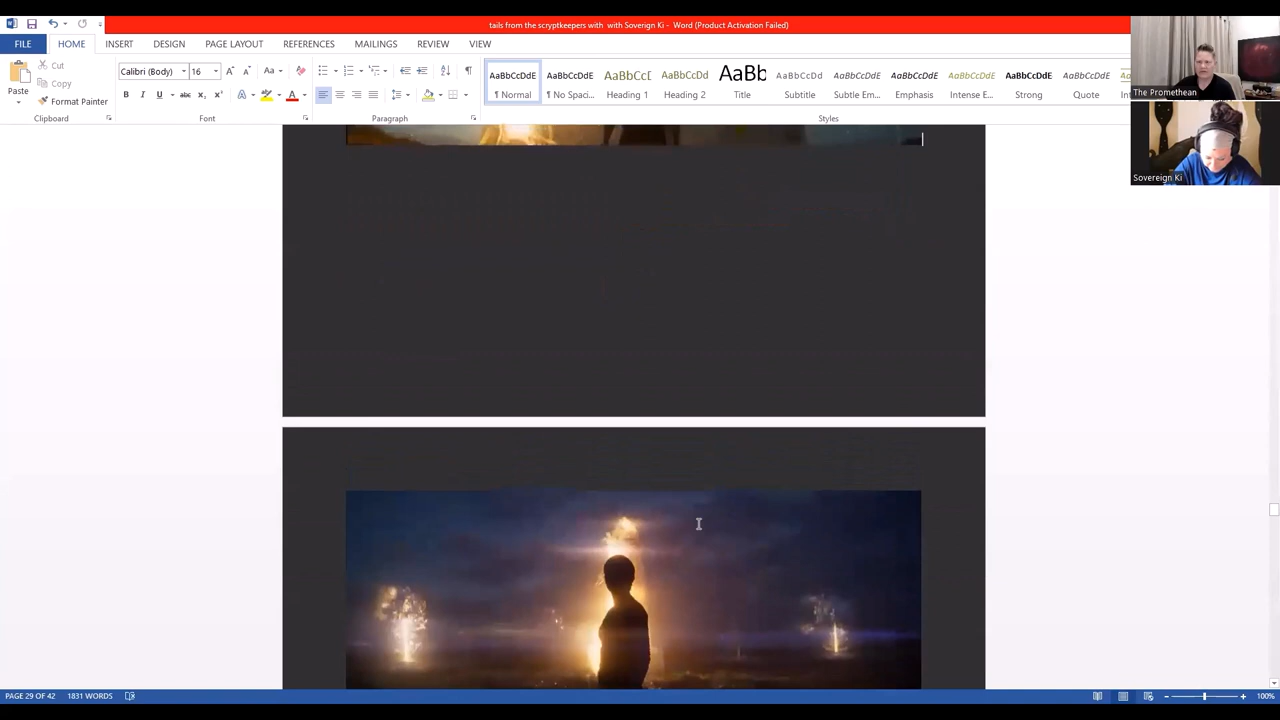 tails from the scryptkeepers with  with Soverign Ki -  Word (Product Activation Failed)
FILE HOME INSERT DESIGN PAGE LAYOUT REFERENCES MAILINGS REVIEW VIEW
Cut
Copy
Format Painter
Paste
Calibri (Body) 16
AaBbCcDdE AaBbCcDdE AaBbC( AaBbCcDd AaBb AaBbCcDd AaBbCcDdE AaBbCcDdE AaBbCcDdE AaBbCcDdE AaBbCcDdE
¶ Normal ¶ No Spaci... Heading 1 Heading 2 Title Subtitle Subtle Em... Emphasis Intense E... Strong Quote
Clipboard Font Paragraph Styles
The Promethean
Sovereign Ki
PAGE 29 OF 42 1831 WORDS 100%